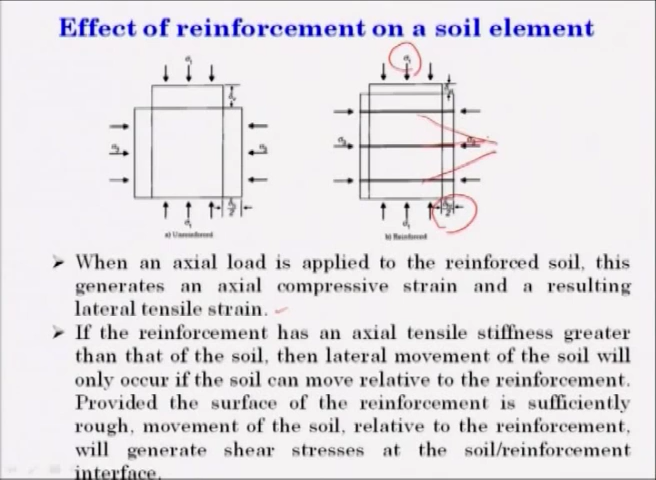 Effect of reinforcement on a soil element
a) Unreinforced
b) Reinforced
➢ When an axial load is applied to the reinforced soil, this
generates an axial compressive strain and a resulting
lateral tensile strain.
➢ If the reinforcement has an axial tensile stiffness greater
than that of the soil, then lateral movement of the soil will
only occur if the soil can move relative to the reinforcement.
Provided the surface of the reinforcement is sufficiently
rough, movement of the soil, relative to the reinforcement,
will generate shear stresses at the soil/reinforcement
interface.